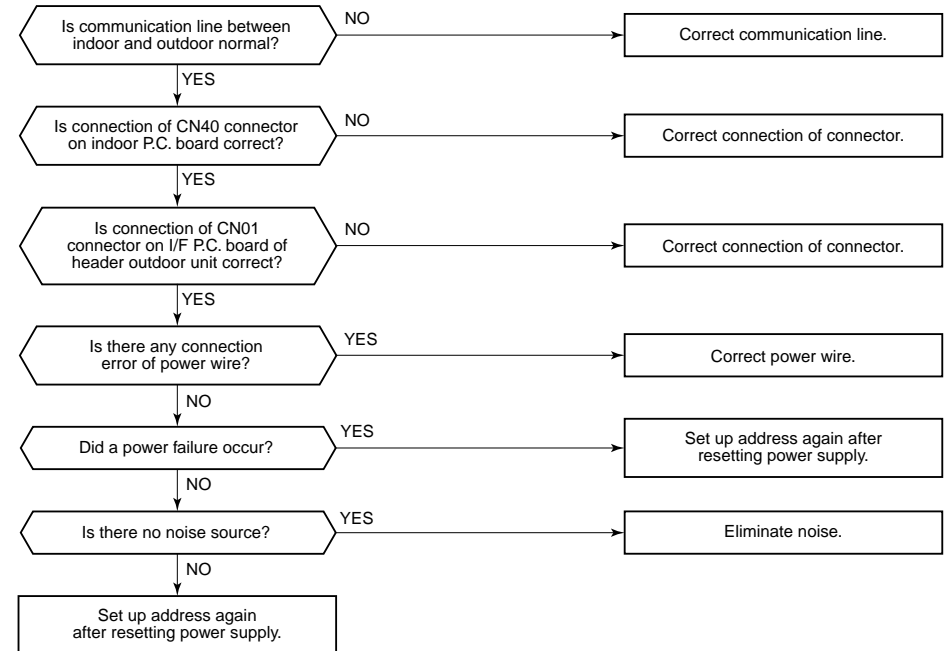 Is communication line between
indoor and outdoor normal?
NO
Correct communication line.
YES
Is connection of CN40 connector
on indoor P.C. board correct?
NO
Correct connection of connector.
YES
Is connection of CN01
connector on I/F P.C. board of
header outdoor unit correct?
NO
Correct connection of connector.
YES
Is there any connection
error of power wire?
YES
Correct power wire.
NO
Did a power failure occur?
YES
Set up address again after
resetting power supply.
NO
Is there no noise source?
YES
Eliminate noise.
NO
Set up address again
after resetting power supply.